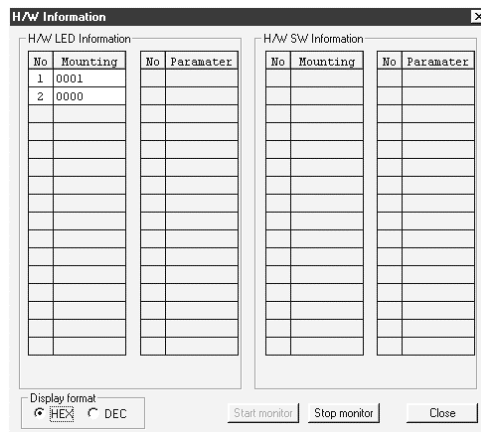 H/W Information
H/W LED Information
No Mounting No Paramater
1 0001
2 0000
H/W SW Information
No Mounting No Paramater
Display format
HEX DEC
Start monitor Stop monitor Close